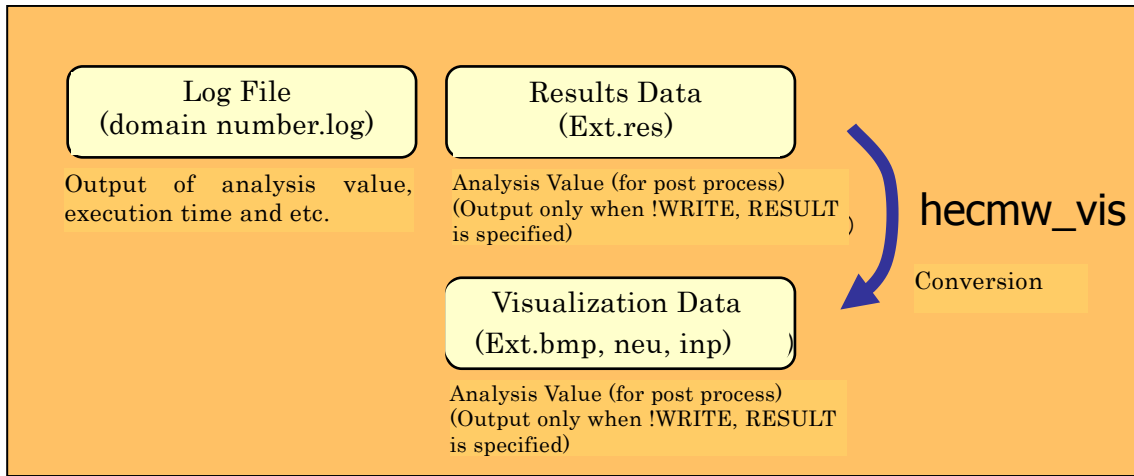 Log File
(domain number.log)
Output of analysis value,
execution time and etc.
Results Data
(Ext.res)
Analysis Value (for post process)
(Output only when !WRITE, RESULT
is specified)
)
hecmw_vis
Conversion
Visualization Data
(Ext.bmp, neu, inp)
)
Analysis Value (for post process)
(Output only when !WRITE, RESULT
is specified)